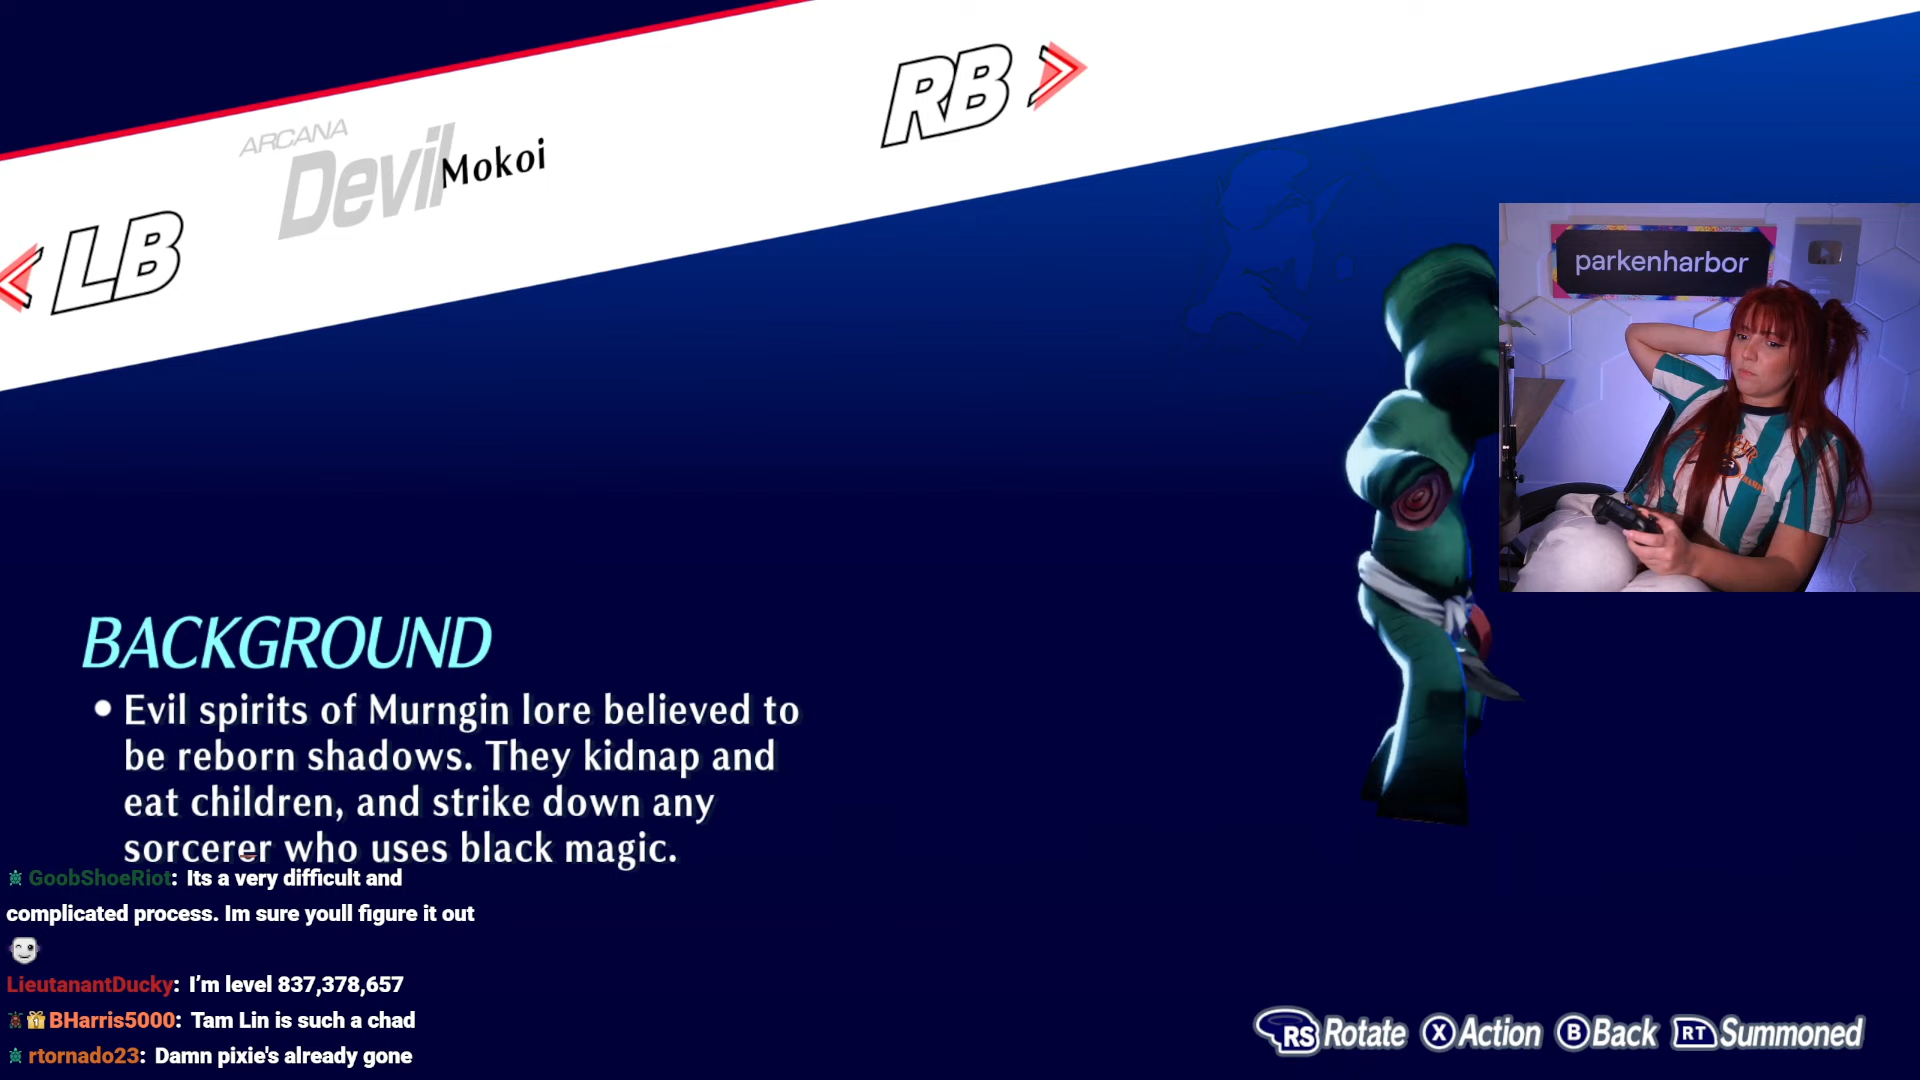 RB
ARCANA
Devil Mokoi
LB
parkenharbor
BACKGROUND
• Evil spirits of Murngin lore believed to
be reborn shadows. They kidnap and
eat children, and strike down any
sorcerer who uses black magic.
GoobShoeRiot: Its a very difficult and
complicated process. Im sure youll figure it out
LieutanantDucky: I’m level 837,378,657
BHarris5000: Tam Lin is such a chad
rtornado23: Damn pixie's already gone
RS Rotate X Action B Back RT Summoned